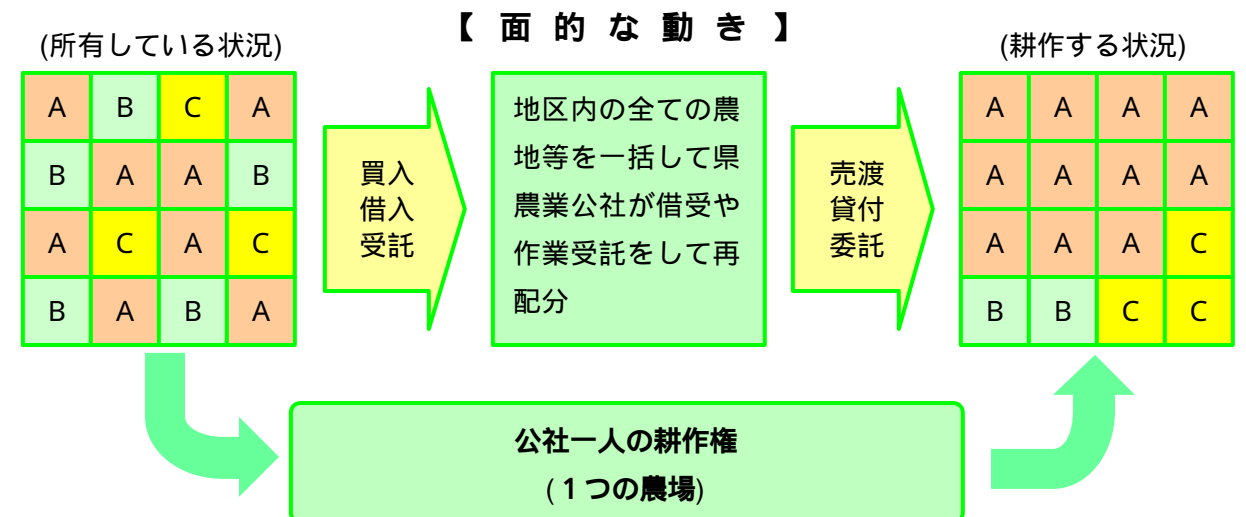 【 面 的 な 動 き 】
(所有している状況)
A B C A
B A A B
A C A C
B A B A
買入
借入
受託
地区内の全ての農
地等を一括して県
農業公社が借受や
作業受託をして再
配分
売渡
貸付
委託
(耕作する状況)
A A A A
A A A A
A A A C
B B C C
公社一人の耕作権
(１つの農場)